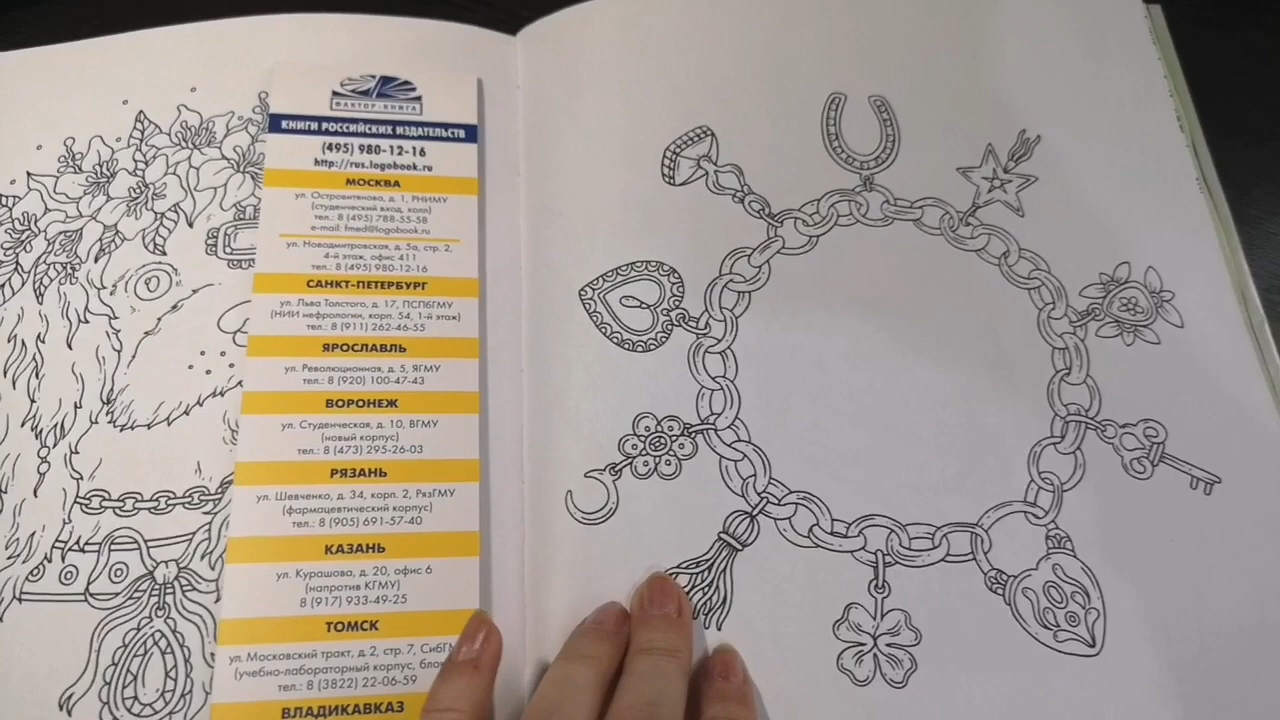 ФАКТОР-КНИГА
КНИГИ РОССИЙСКИХ ИЗДАТЕЛЬСТВ
(495) 980-12-16
http://rus.logobook.ru
МОСКВА
ул. Островитянова, д. 1, РНИМУ
(студенческий вход, холл)
тел.: 8 (495) 788-55-58
e-mail: fmed@logobook.ru
ул. Новодмитровская, д. 5а, стр. 2,
4-й этаж, офис 411
тел.: 8 (495) 980-12-16
САНКТ-ПЕТЕРБУРГ
ул. Льва Толстого, д. 17, ПСПбГМУ
(НИИ нефрологии, корп. 54, 1-й этаж)
тел.: 8 (911) 262-46-55
ЯРОСЛАВЛЬ
ул. Революционная, д. 5, ЯГМУ
тел.: 8 (920) 100-47-43
ВОРОНЕЖ
ул. Студенческая, д. 10, ВГМУ
(новый корпус)
тел.: 8 (473) 295-26-03
РЯЗАНЬ
ул. Шевченко, д. 34, корп. 2, РязГМУ
(фармацевтический корпус)
тел.: 8 (905) 691-57-40
КАЗАНЬ
ул. Курашова, д. 20, офис 6
(напротив КГМУ)
8 (917) 933-49-25
ТОМСК
ул. Московский тракт, д. 2, стр. 7,
(учебно-лабораторный корпус,
тел.: 8 (3822) 22-06-59
ВЛАДИКАВКАЗ